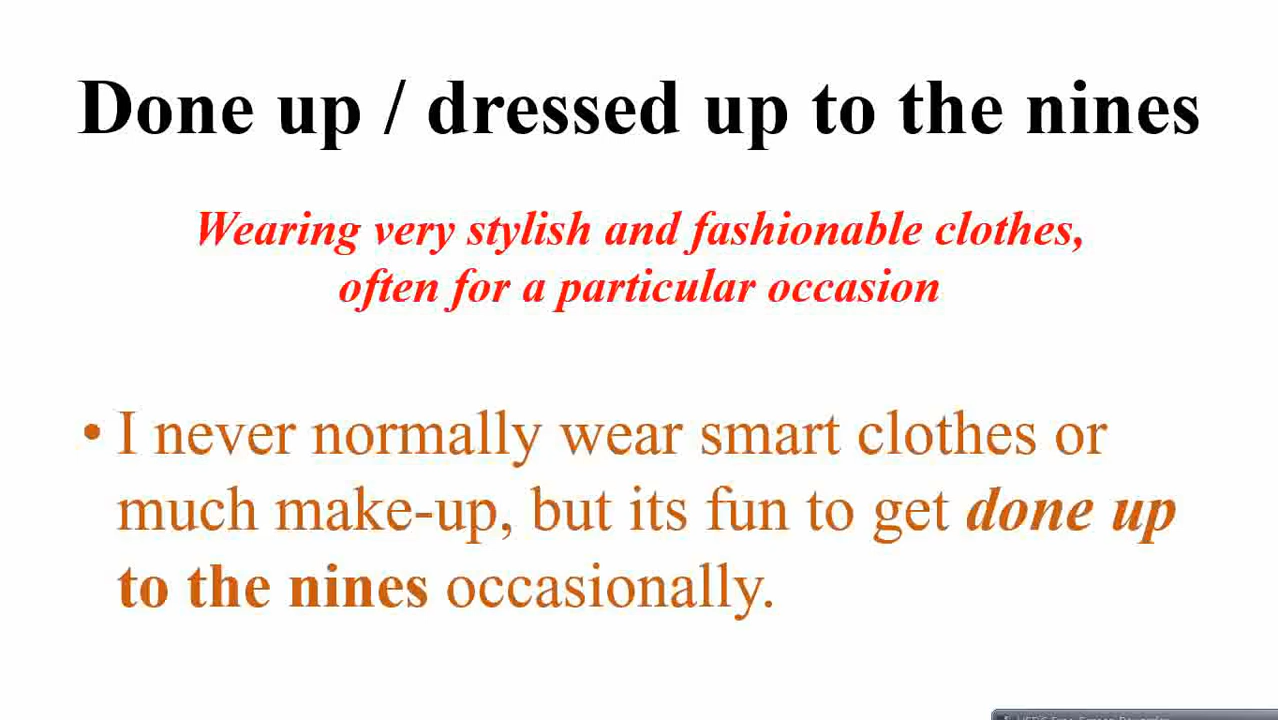 Done up / dressed up to the nines
Wearing very stylish and fashionable clothes,
often for a particular occasion
• I never normally wear smart clothes or
much make-up, but its fun to get done up
to the nines occasionally.